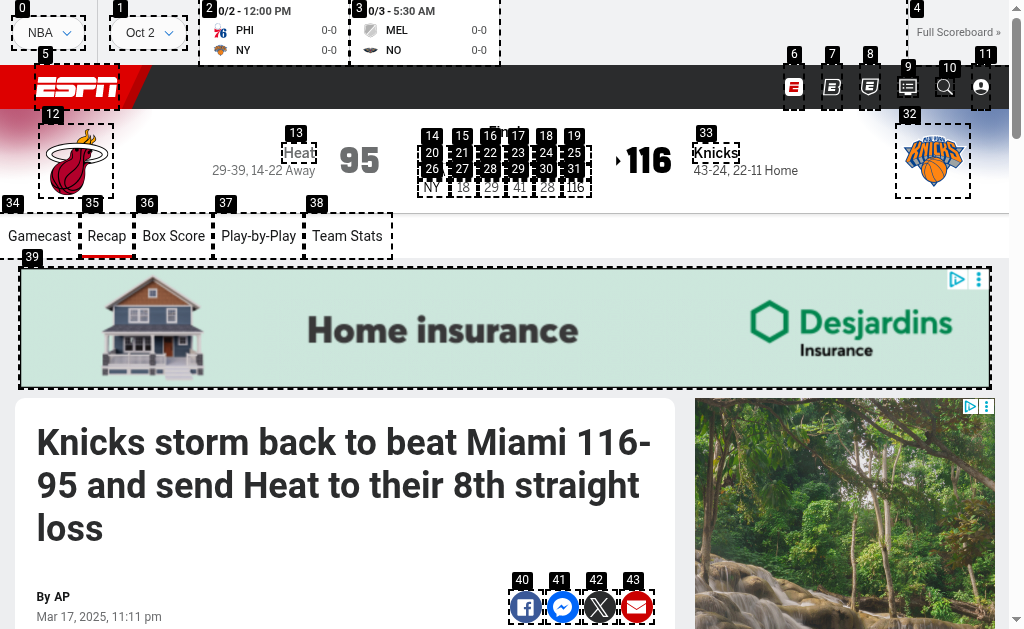 0
1
2
3
4
NBA
Oct 2
0/2 - 12:00 PM
PHI 0-0
NY 0-0
0/3 - 5:30 AM
MEL 0-0
NO 0-0
Full Scoreboard »
5
6
7
8
9
10
11
ESPN
12
13
14
15
16
17
18
19
20
21
22
23
24
25
26
27
28
29
30
31
32
33
Heat
29-39, 14-22 Away
95
NY 18 29 41 28 116
116
Knicks
43-24, 22-11 Home
NEW YORK
KNICKS
34
35
36
37
38
Gamecast
Recap
Box Score
Play-by-Play
Team Stats
39
Home insurance
Desjardins
Insurance
Knicks storm back to beat Miami 116-
95 and send Heat to their 8th straight
loss
By AP
Mar 17, 2025, 11:11 pm
40
41
42
43